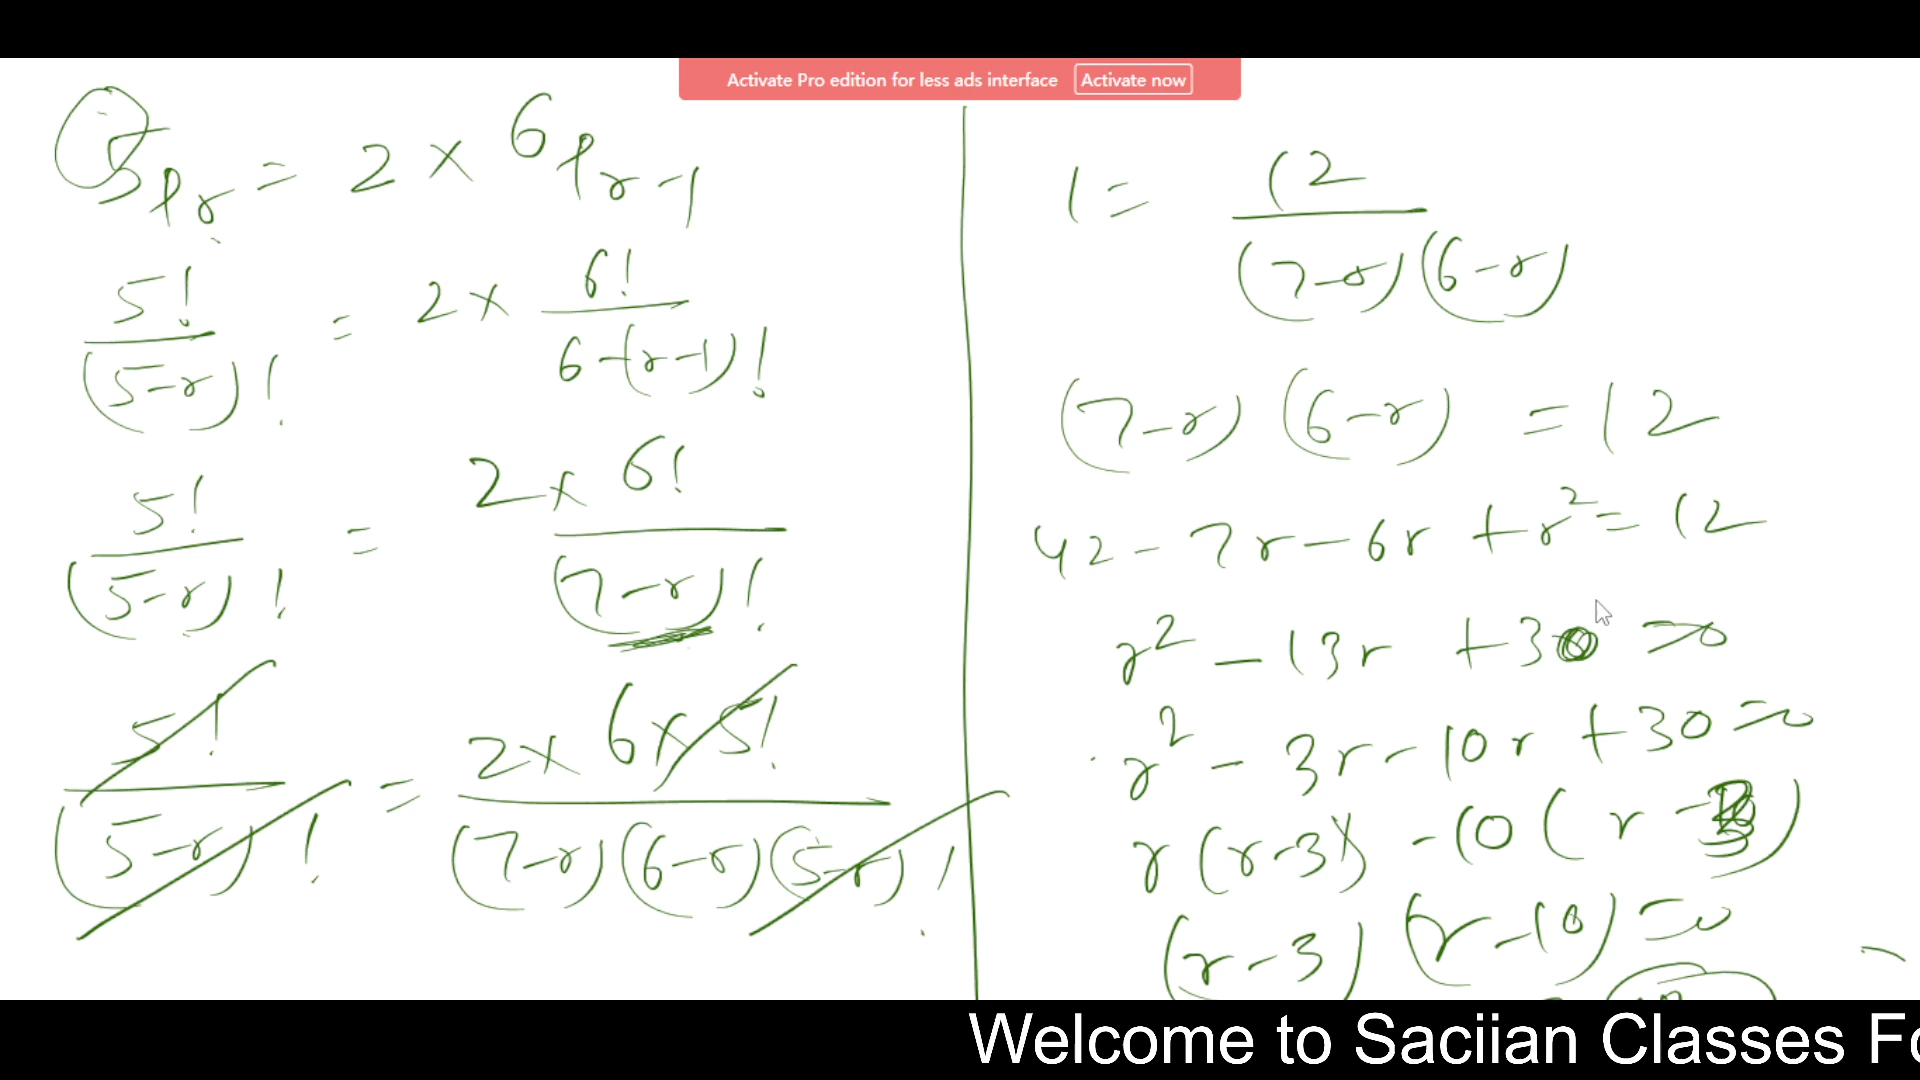 Activate Pro edition for less ads interface Activate now
5Pr = 2 × 6Pr-1
5!/(5-r)! = 2 × 6!/6-(r-1)!
5!/(5-r)! = 2 × 6!/(7-r)!
5!/(5-r)! = 2 × 6 × 5!/(7-r)(6-r)(5-r)!
1 = 12/(7-r)(6-r)
(7-r) (6-r) = 12
42 - 7r - 6r + r² = 12
r² - 13r + 30 = 0
r² - 3r - 10r + 30 = 0
r(r-3) - 10(r-3)
(r-3) (r-10) = 0
Welcome to Saciian Classes Fo